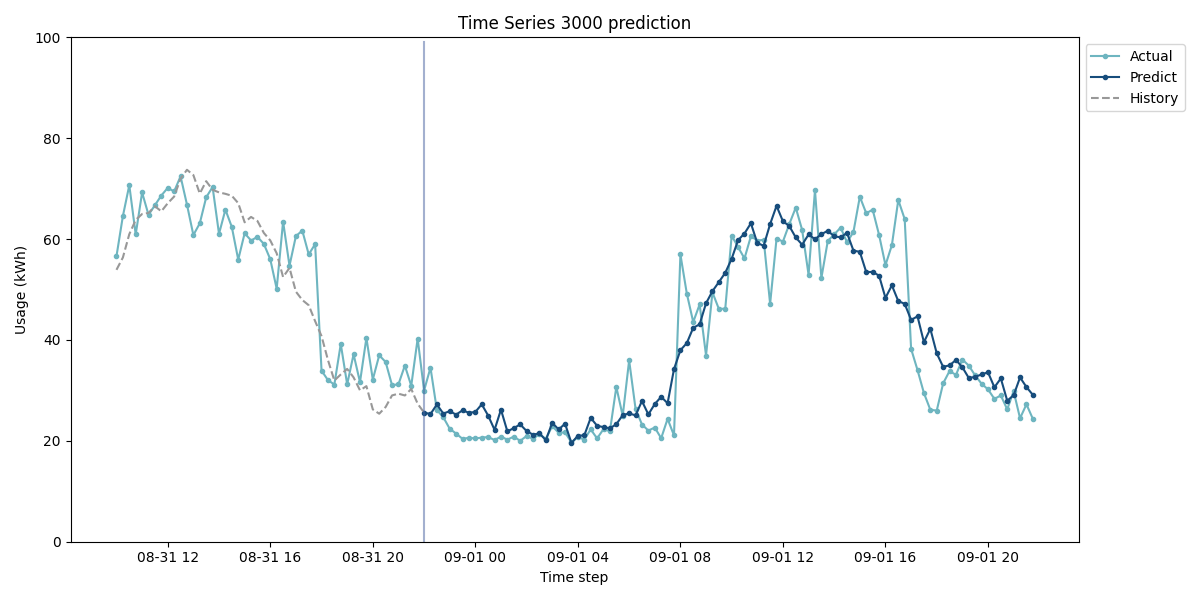 Time Series 3000 prediction
Usage (kWh)
100
80
60
40
20
0
08-31 12
08-31 16
08-31 20
09-01 00
09-01 04
09-01 08
09-01 12
09-01 16
09-01 20
Time step
Actual
Predict
History